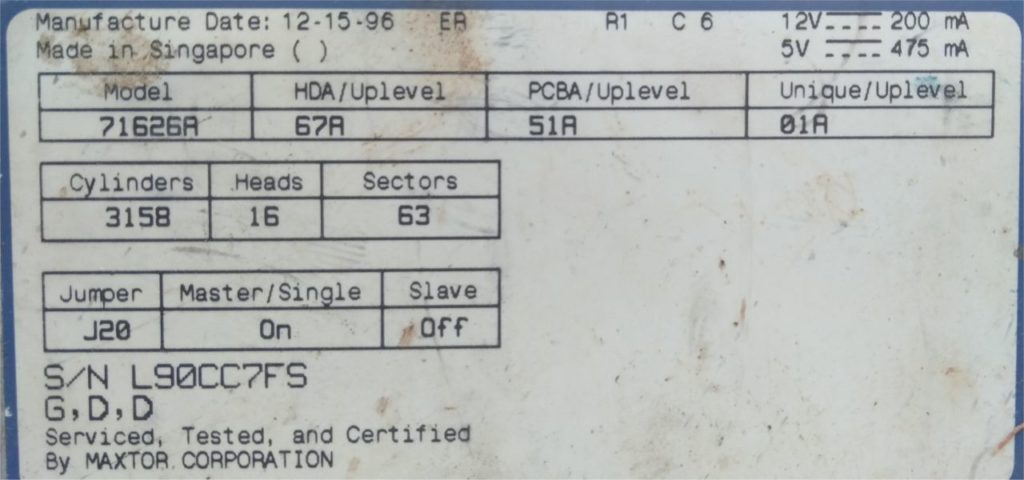 Manufacture Date: 12-15-96 ER R1 C 6 12V 200 mA
Made in Singapore ( ) 5V 475 mA
Model HDA/Uplevel PCBA/Uplevel Unique/Uplevel
71626A 67A 51A 01A
Cylinders Heads Sectors
3158 16 63
Jumper Master/Single Slave
J20 On Off
S/N L90CC7FS
G,D,D
Serviced, Tested, and Certified
By MAXTOR CORPORATION